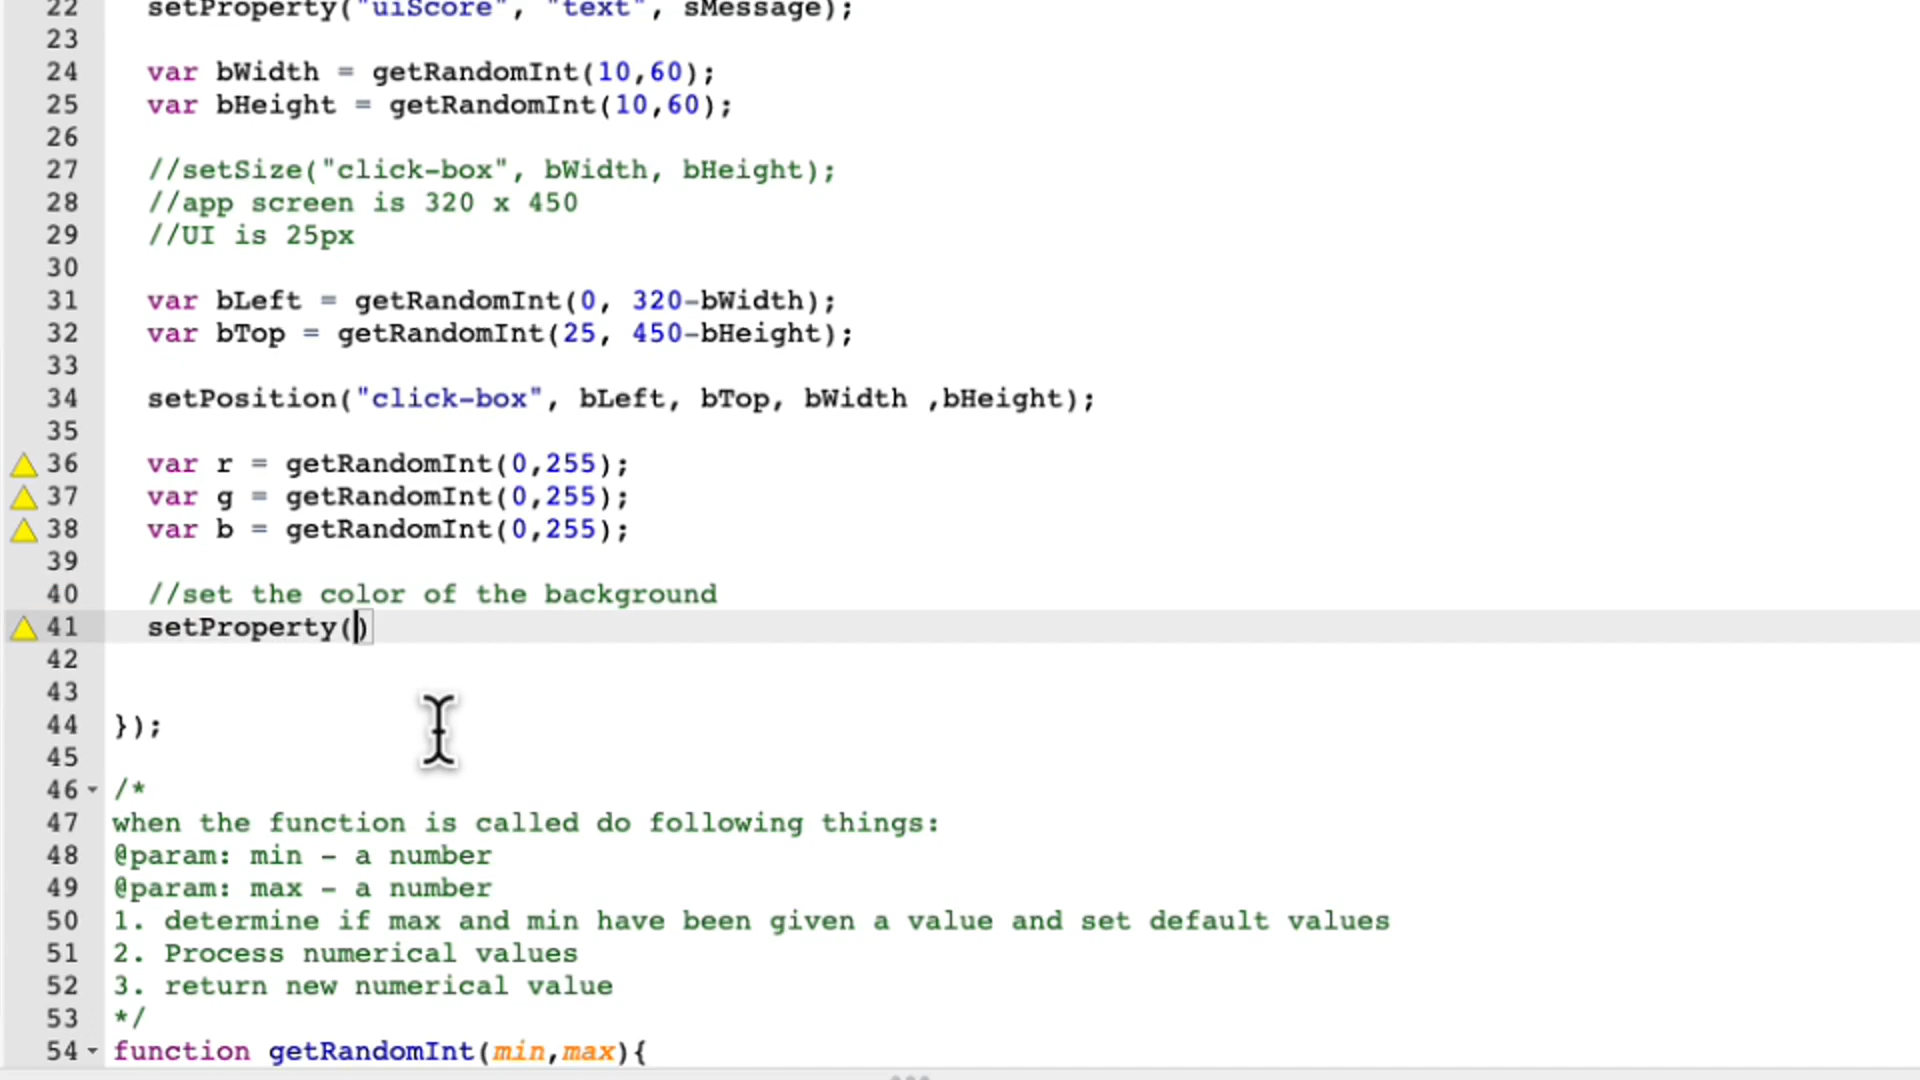 22 setProperty("uiScore", "text", sMessage);
23
24 var bWidth = getRandomInt(10,60);
25 var bHeight = getRandomInt(10,60);
26
27 //setSize("click-box", bWidth, bHeight);
28 //app screen is 320 x 450
29 //UI is 25px
30
31 var bLeft = getRandomInt(0, 320-bWidth);
32 var bTop = getRandomInt(25, 450-bHeight);
33
34 setPosition("click-box", bLeft, bTop, bWidth ,bHeight);
35
36 var r = getRandomInt(0,255);
37 var g = getRandomInt(0,255);
38 var b = getRandomInt(0,255);
39
40 //set the color of the background
41 setProperty()
42
43
44 });
45
46 /*
47 when the function is called do following things:
48 @param: min - a number
49 @param: max - a number
50 1. determine if max and min have been given a value and set default values
51 2. Process numerical values
52 3. return new numerical value
53 */
54 function getRandomInt(min,max){